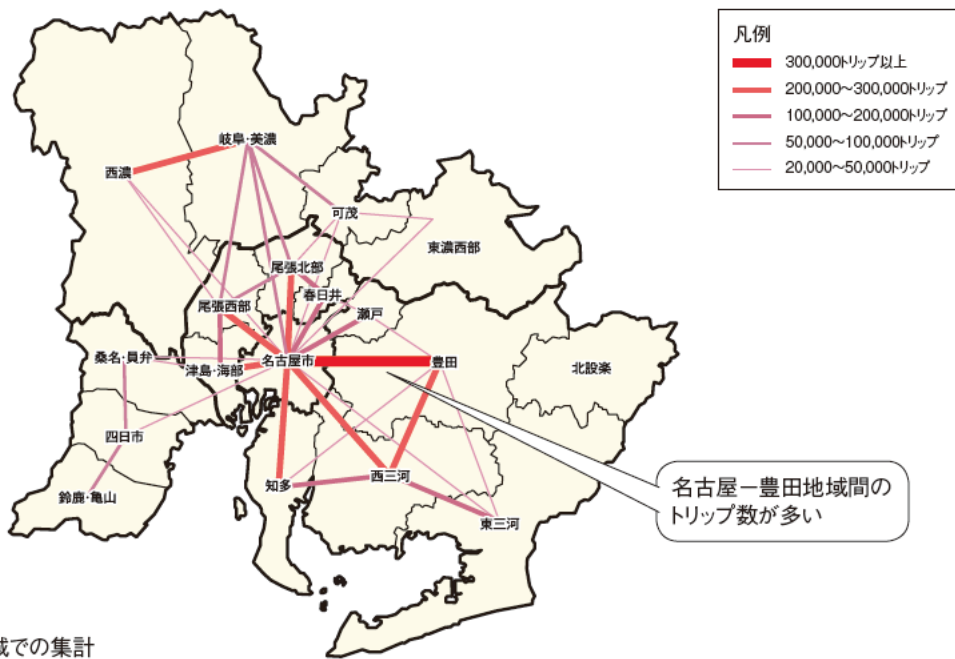 凡例
300,000トリップ以上
200,000～300,000トリップ
100,000～200,000トリップ
50,000～100,000トリップ
20,000～50,000トリップ
岐阜・美濃
西濃
可茂
東濃西部
尾張北部
春日井
尾張西部
瀬戸
桑名・員弁
津島・海部
名古屋市
豊田
北設楽
四日市
知多
西三河
鈴鹿・亀山
東三河
名古屋－豊田地域間の
トリップ数が多い
域での集計